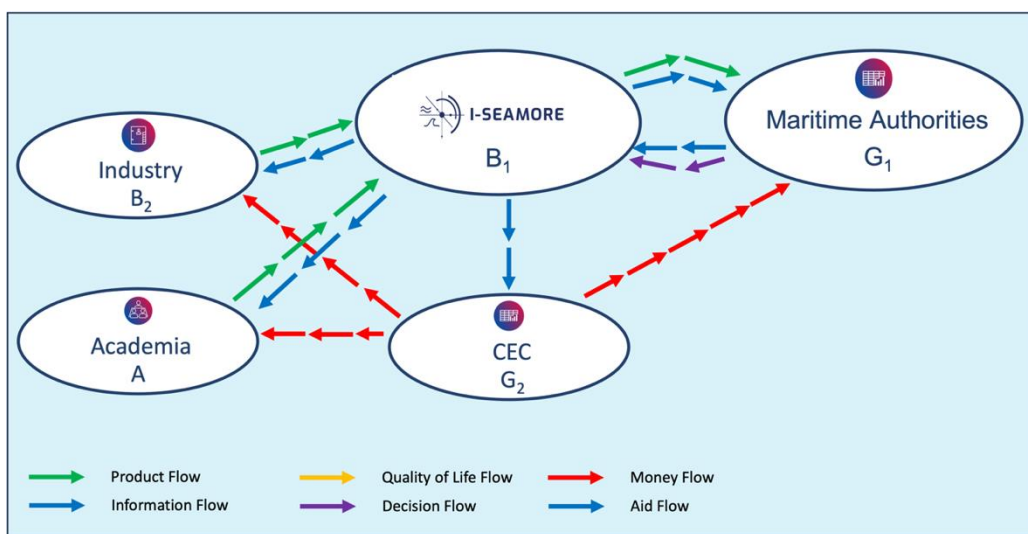 I-SEAMORE
B₁
Maritime Authorities
G₁
Industry
B₂
Academia
A
CEC
G₂
Product Flow
Quality of Life Flow
Money Flow
Information Flow
Decision Flow
Aid Flow